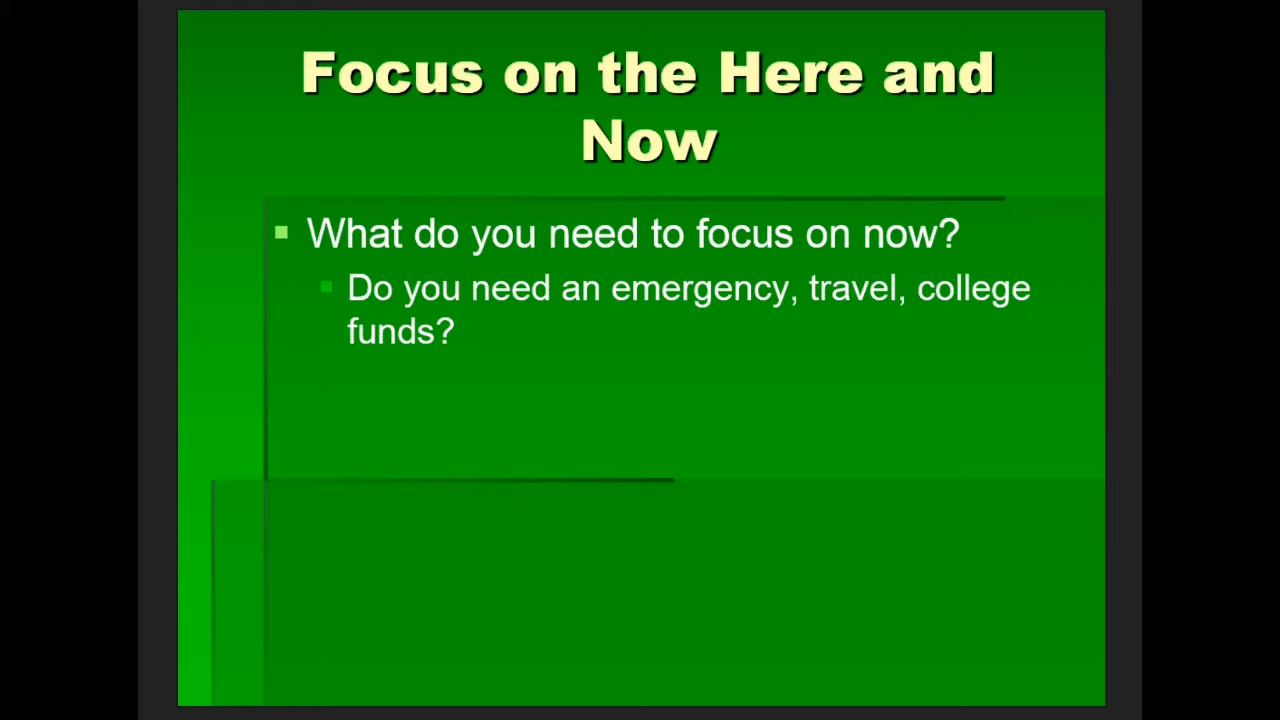 Focus on the Here and
Now
What do you need to focus on now?
Do you need an emergency, travel, college
funds?